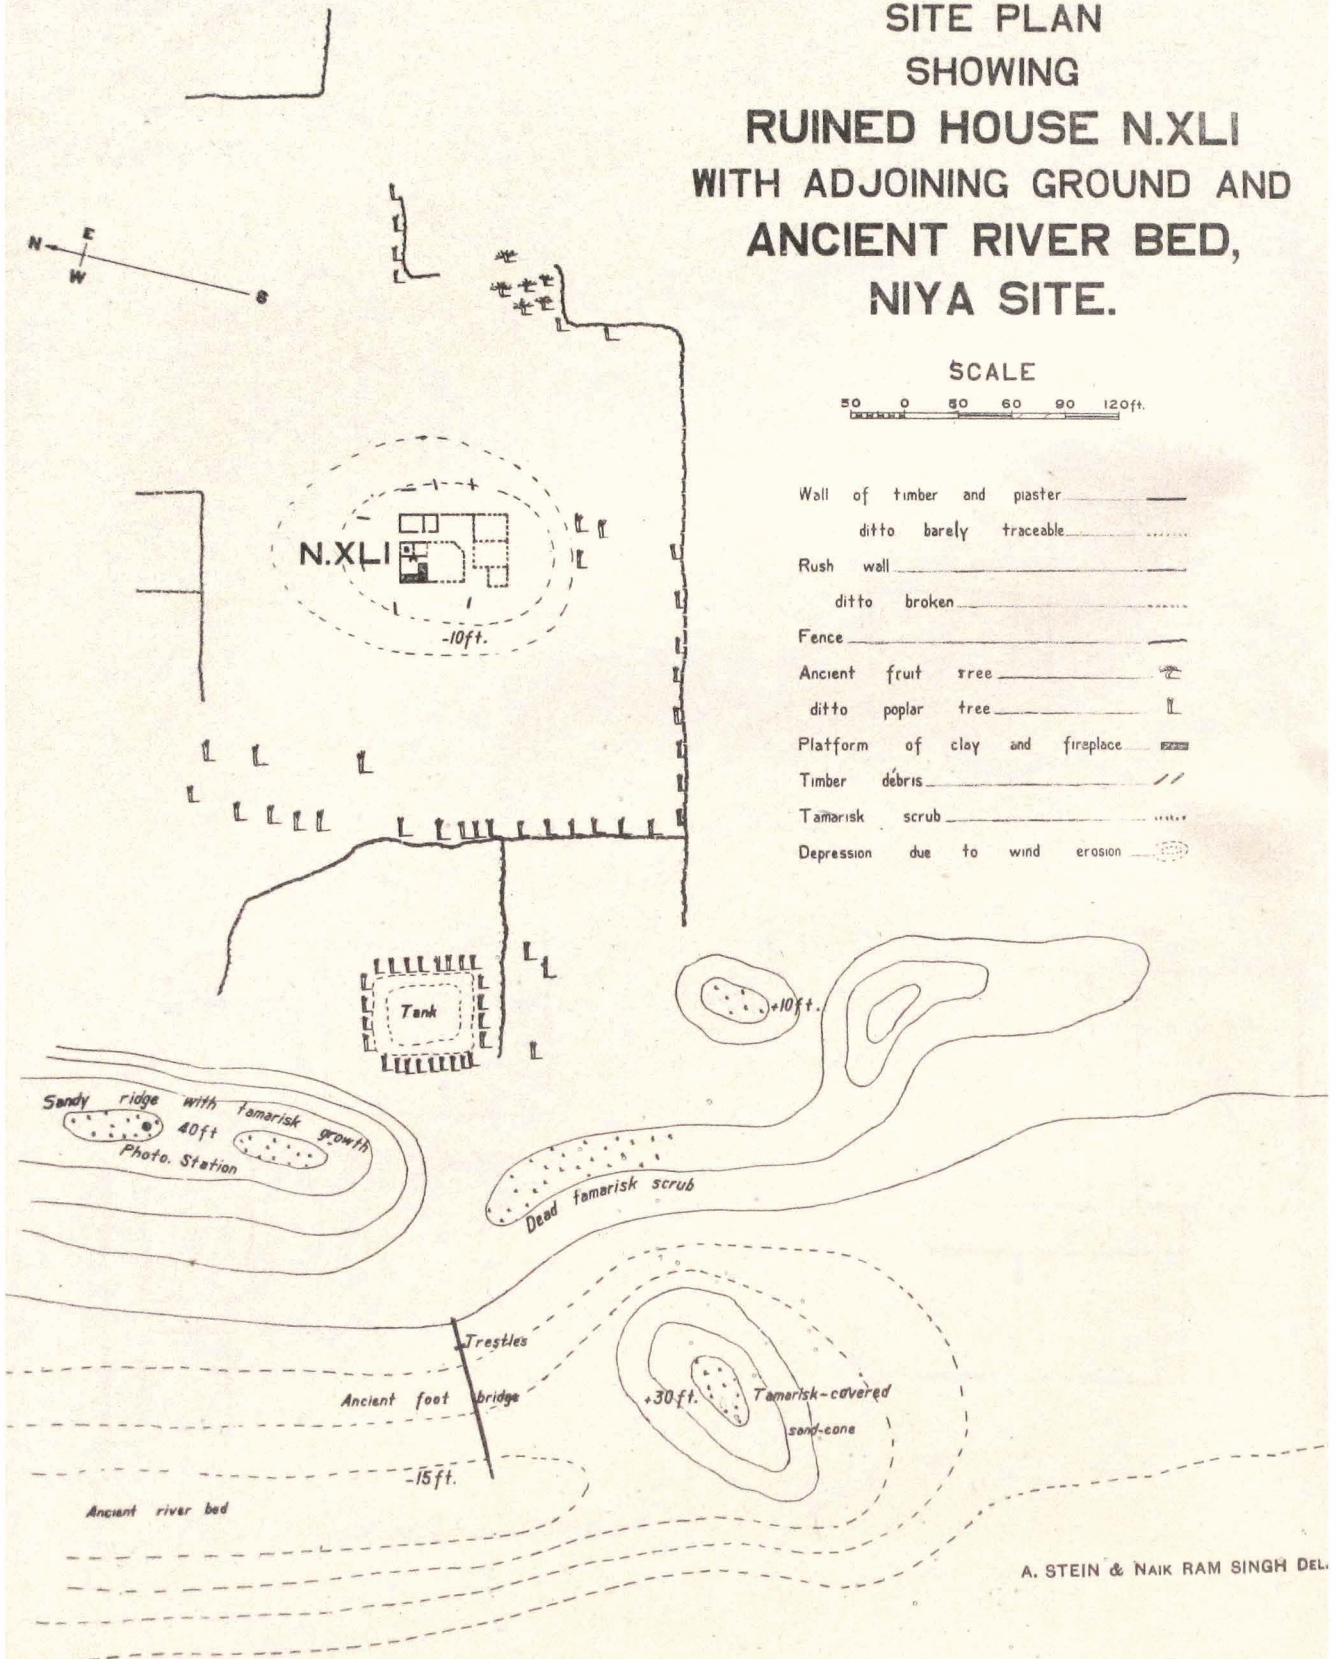 SITE PLAN
SHOWING
RUINED HOUSE N.XLI
WITH ADJOINING GROUND AND
ANCIENT RIVER BED,
NIYA SITE.
N
E
W
S
SCALE
50 0 50 60 90 120ft.
N.XLI
-10ft.
Wall of timber and plaster
ditto barely traceable
Rush wall
ditto broken
Fence
Ancient fruit tree
ditto poplar tree
Platform of clay and fireplace
Timber débris
Tamarisk scrub
Depression due to wind erosion
Tank
+10ft.
Sandy ridge with tamarisk growth
40ft
Photo. Station
Dead tamarisk scrub
Trestles
Ancient foot bridge
+30ft.
Tamarisk-covered
sand-cone
-15ft.
Ancient river bed
A. STEIN & NAIK RAM SINGH DEL.